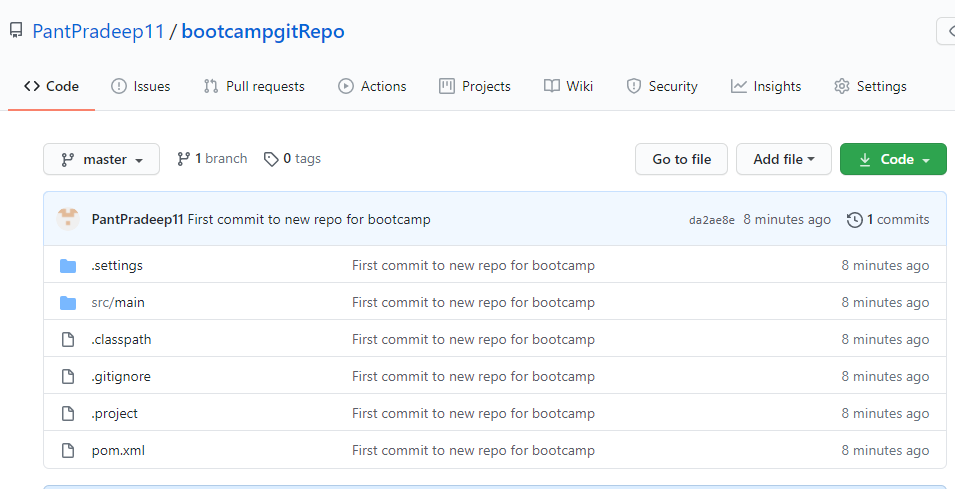 PantPradeep11 / bootcampgitRepo
Code Issues Pull requests Actions Projects Wiki Security Insights Settings
master 1 branch 0 tags Go to file Add file Code
PantPradeep11 First commit to new repo for bootcamp da2ae8e 8 minutes ago 1 commits
.settings First commit to new repo for bootcamp 8 minutes ago
src/main First commit to new repo for bootcamp 8 minutes ago
.classpath First commit to new repo for bootcamp 8 minutes ago
.gitignore First commit to new repo for bootcamp 8 minutes ago
.project First commit to new repo for bootcamp 8 minutes ago
pom.xml First commit to new repo for bootcamp 8 minutes ago